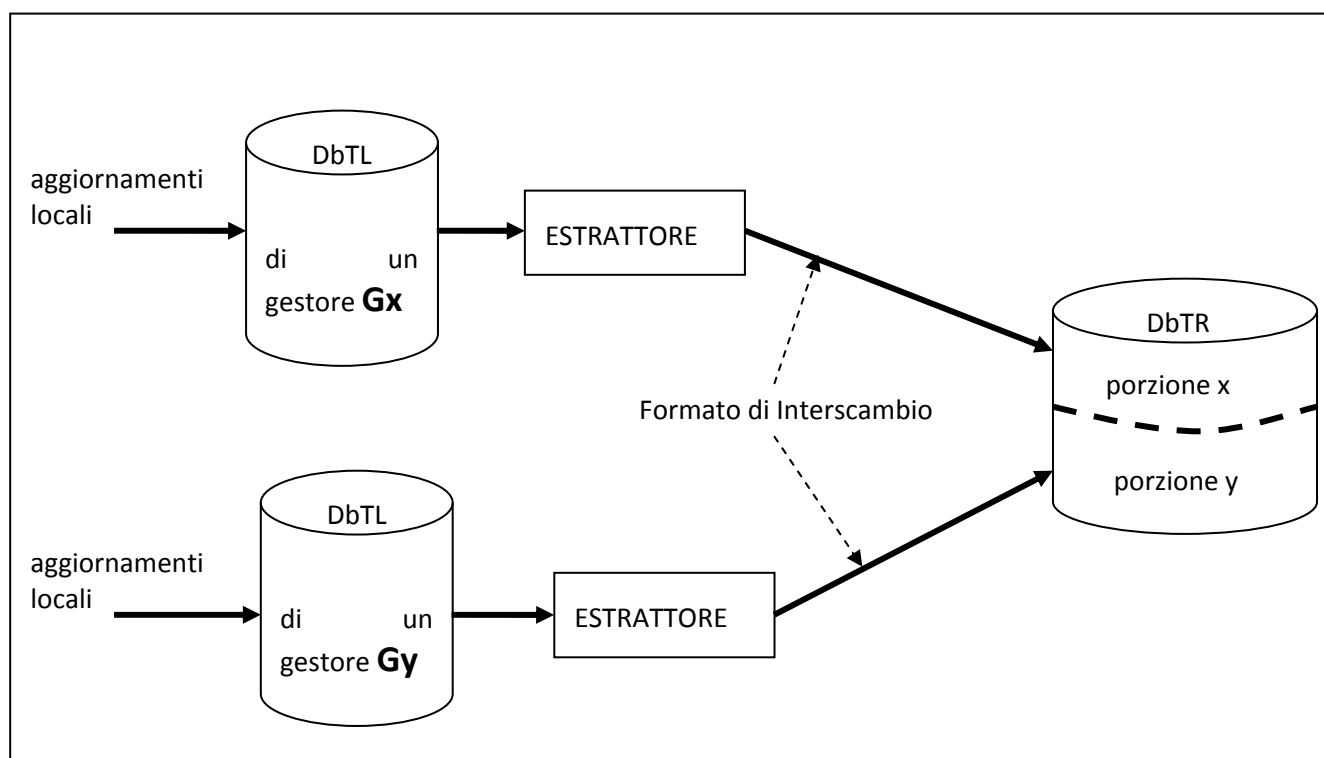 DbTL
aggiornamenti
locali
di un
gestore Gx
ESTRATTORE
DbTR
porzione x
Formato di Interscambio
porzione y
DbTL
aggiornamenti
locali
di un
gestore Gy
ESTRATTORE